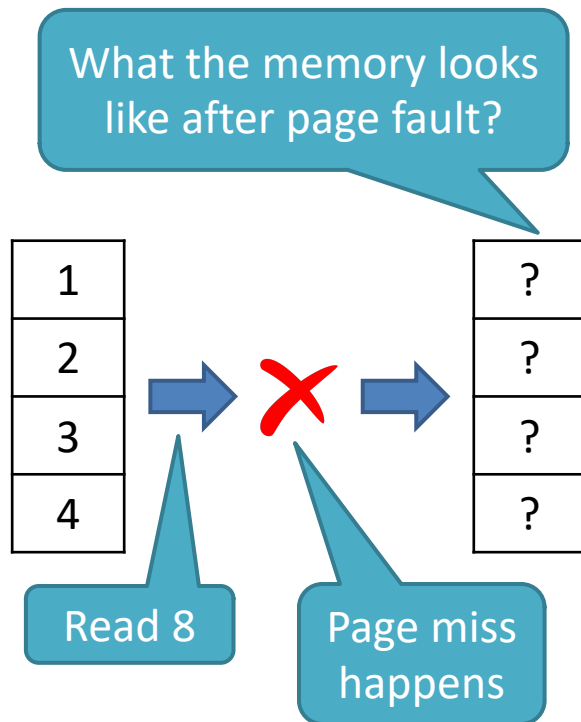 What the memory looks
like after page fault?
1
2
3
4
?
?
?
?
Read 8
Page miss
happens